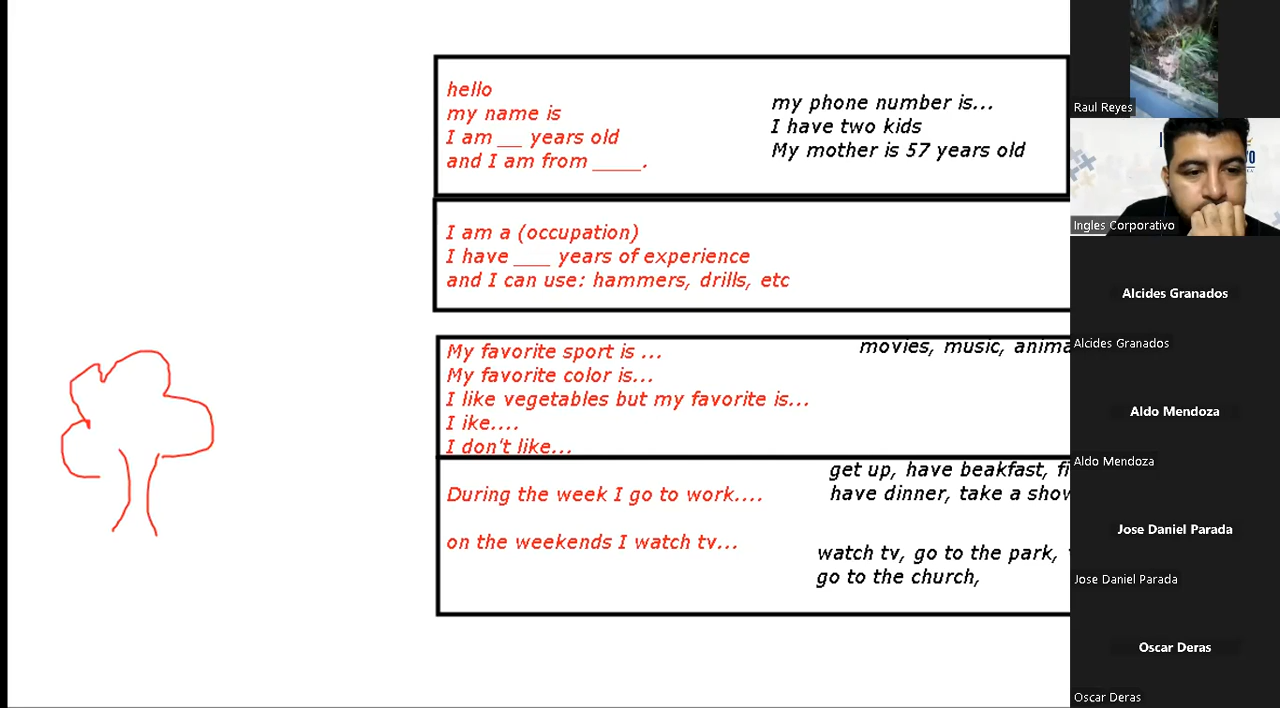 hello
my name is
I am __ years old
and I am from ____.
my phone number is...
I have two kids
My mother is 57 years old
I am a (occupation)
I have ___ years of experience
and I can use: hammers, drills, etc
My favorite sport is ...
My favorite color is...
I like vegetables but my favorite is...
I ike....
I don't like...
movies, music, anima
During the week I go to work....
on the weekends I watch tv...
get up, have beakfast, fi
have dinner, take a show
watch tv, go to the park,
go to the church,
Raul Reyes
Ingles Corporativo
Alcides Granados
Alcides Granados
Aldo Mendoza
Aldo Mendoza
Jose Daniel Parada
Jose Daniel Parada
Oscar Deras
Oscar Deras